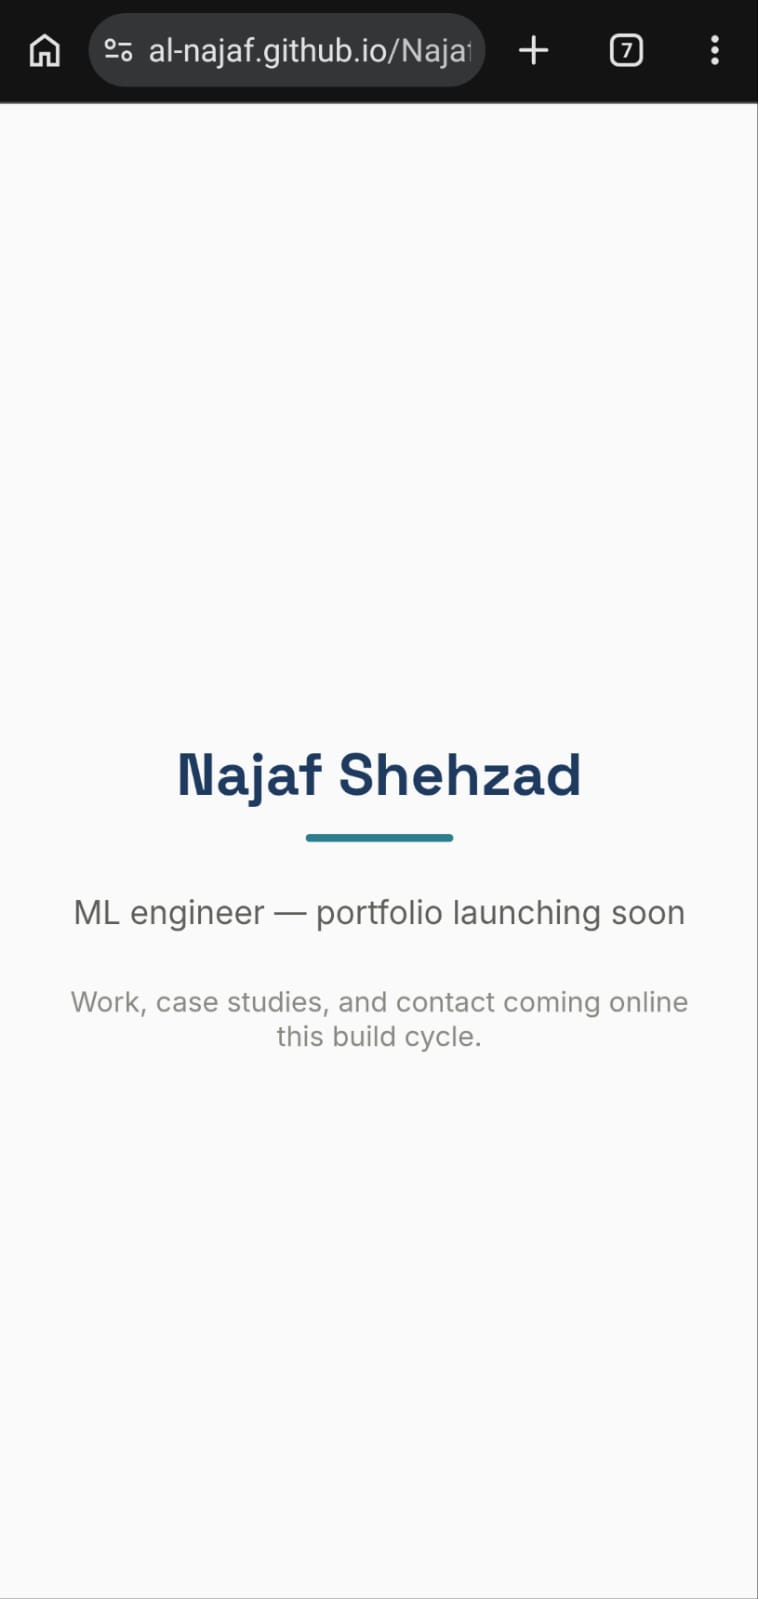 al-najaf.github.io/Naja
7
Najaf Shehzad
ML engineer — portfolio launching soon
Work, case studies, and contact coming online
this build cycle.